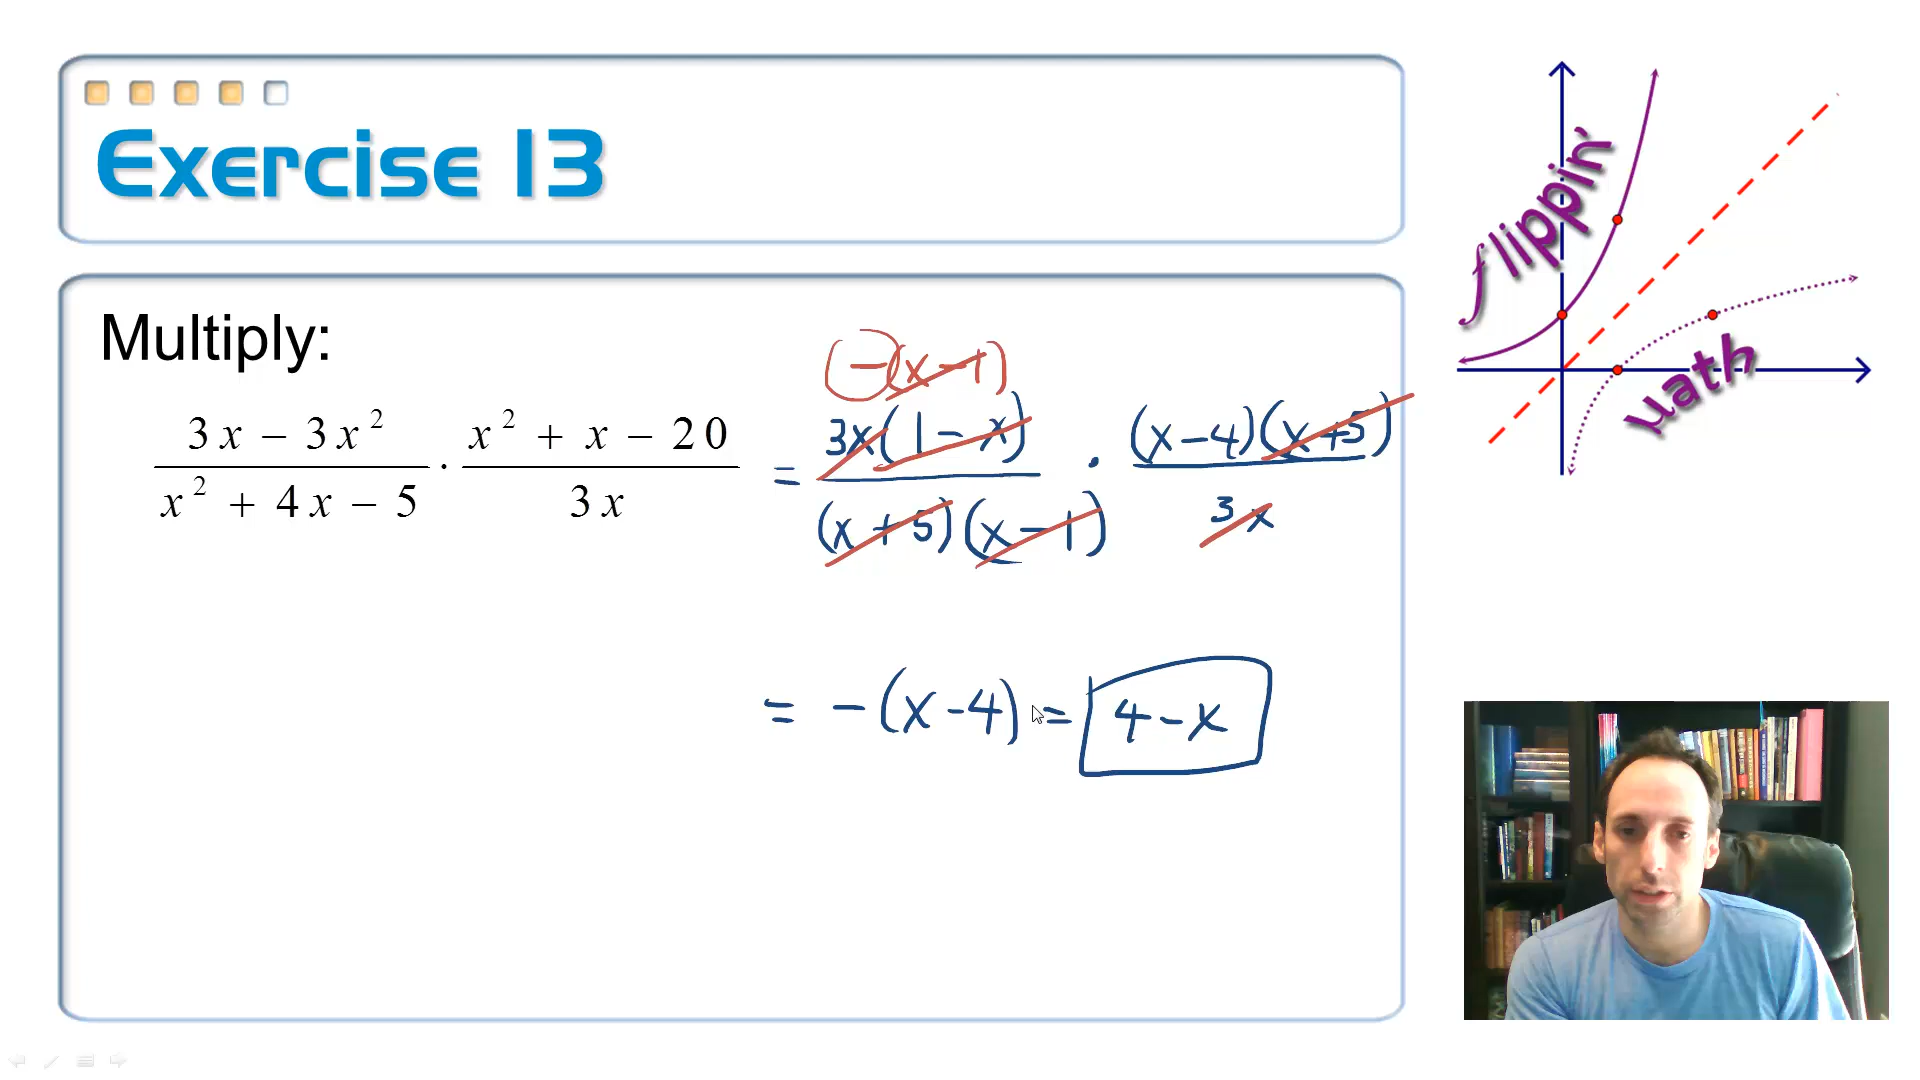 Exercise 13
flippin'
math
Multiply:
(3x - 3x²)/(x² + 4x - 5) · (x² + x - 20)/(3x) = (3x(1 - x))/((x + 5)(x - 1)) · ((x - 4)(x + 5))/(3x)
-(x - 1)
= -(x - 4) = 4 - x